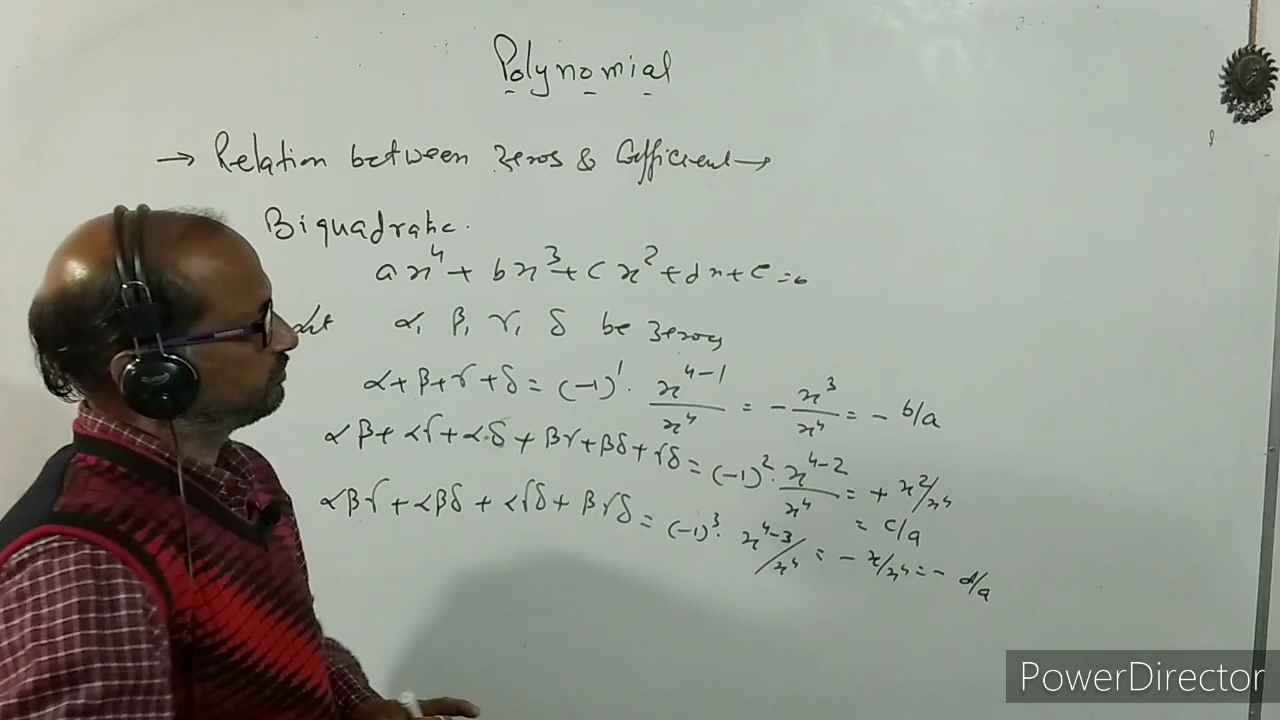 Polynomial
→ Relation between Zeros & Cofficient →
Biquadratic.
ax⁴ + bx³ + cx² + dx + e = 0
Let α, β, γ, δ be zeros
α + β + γ + δ = (-1)¹. x⁴⁻¹/x⁴ = - x³/x⁴ = - b/a
αβ + αγ + α.δ + βγ + βδ + γδ = (-1)². x⁴⁻²/x⁴ = + x²/x⁴
= c/a
αβγ + αβδ + αγδ + βγδ = (-1)³. x⁴⁻³/x⁴ = - x/x⁴ = - d/a
PowerDirector